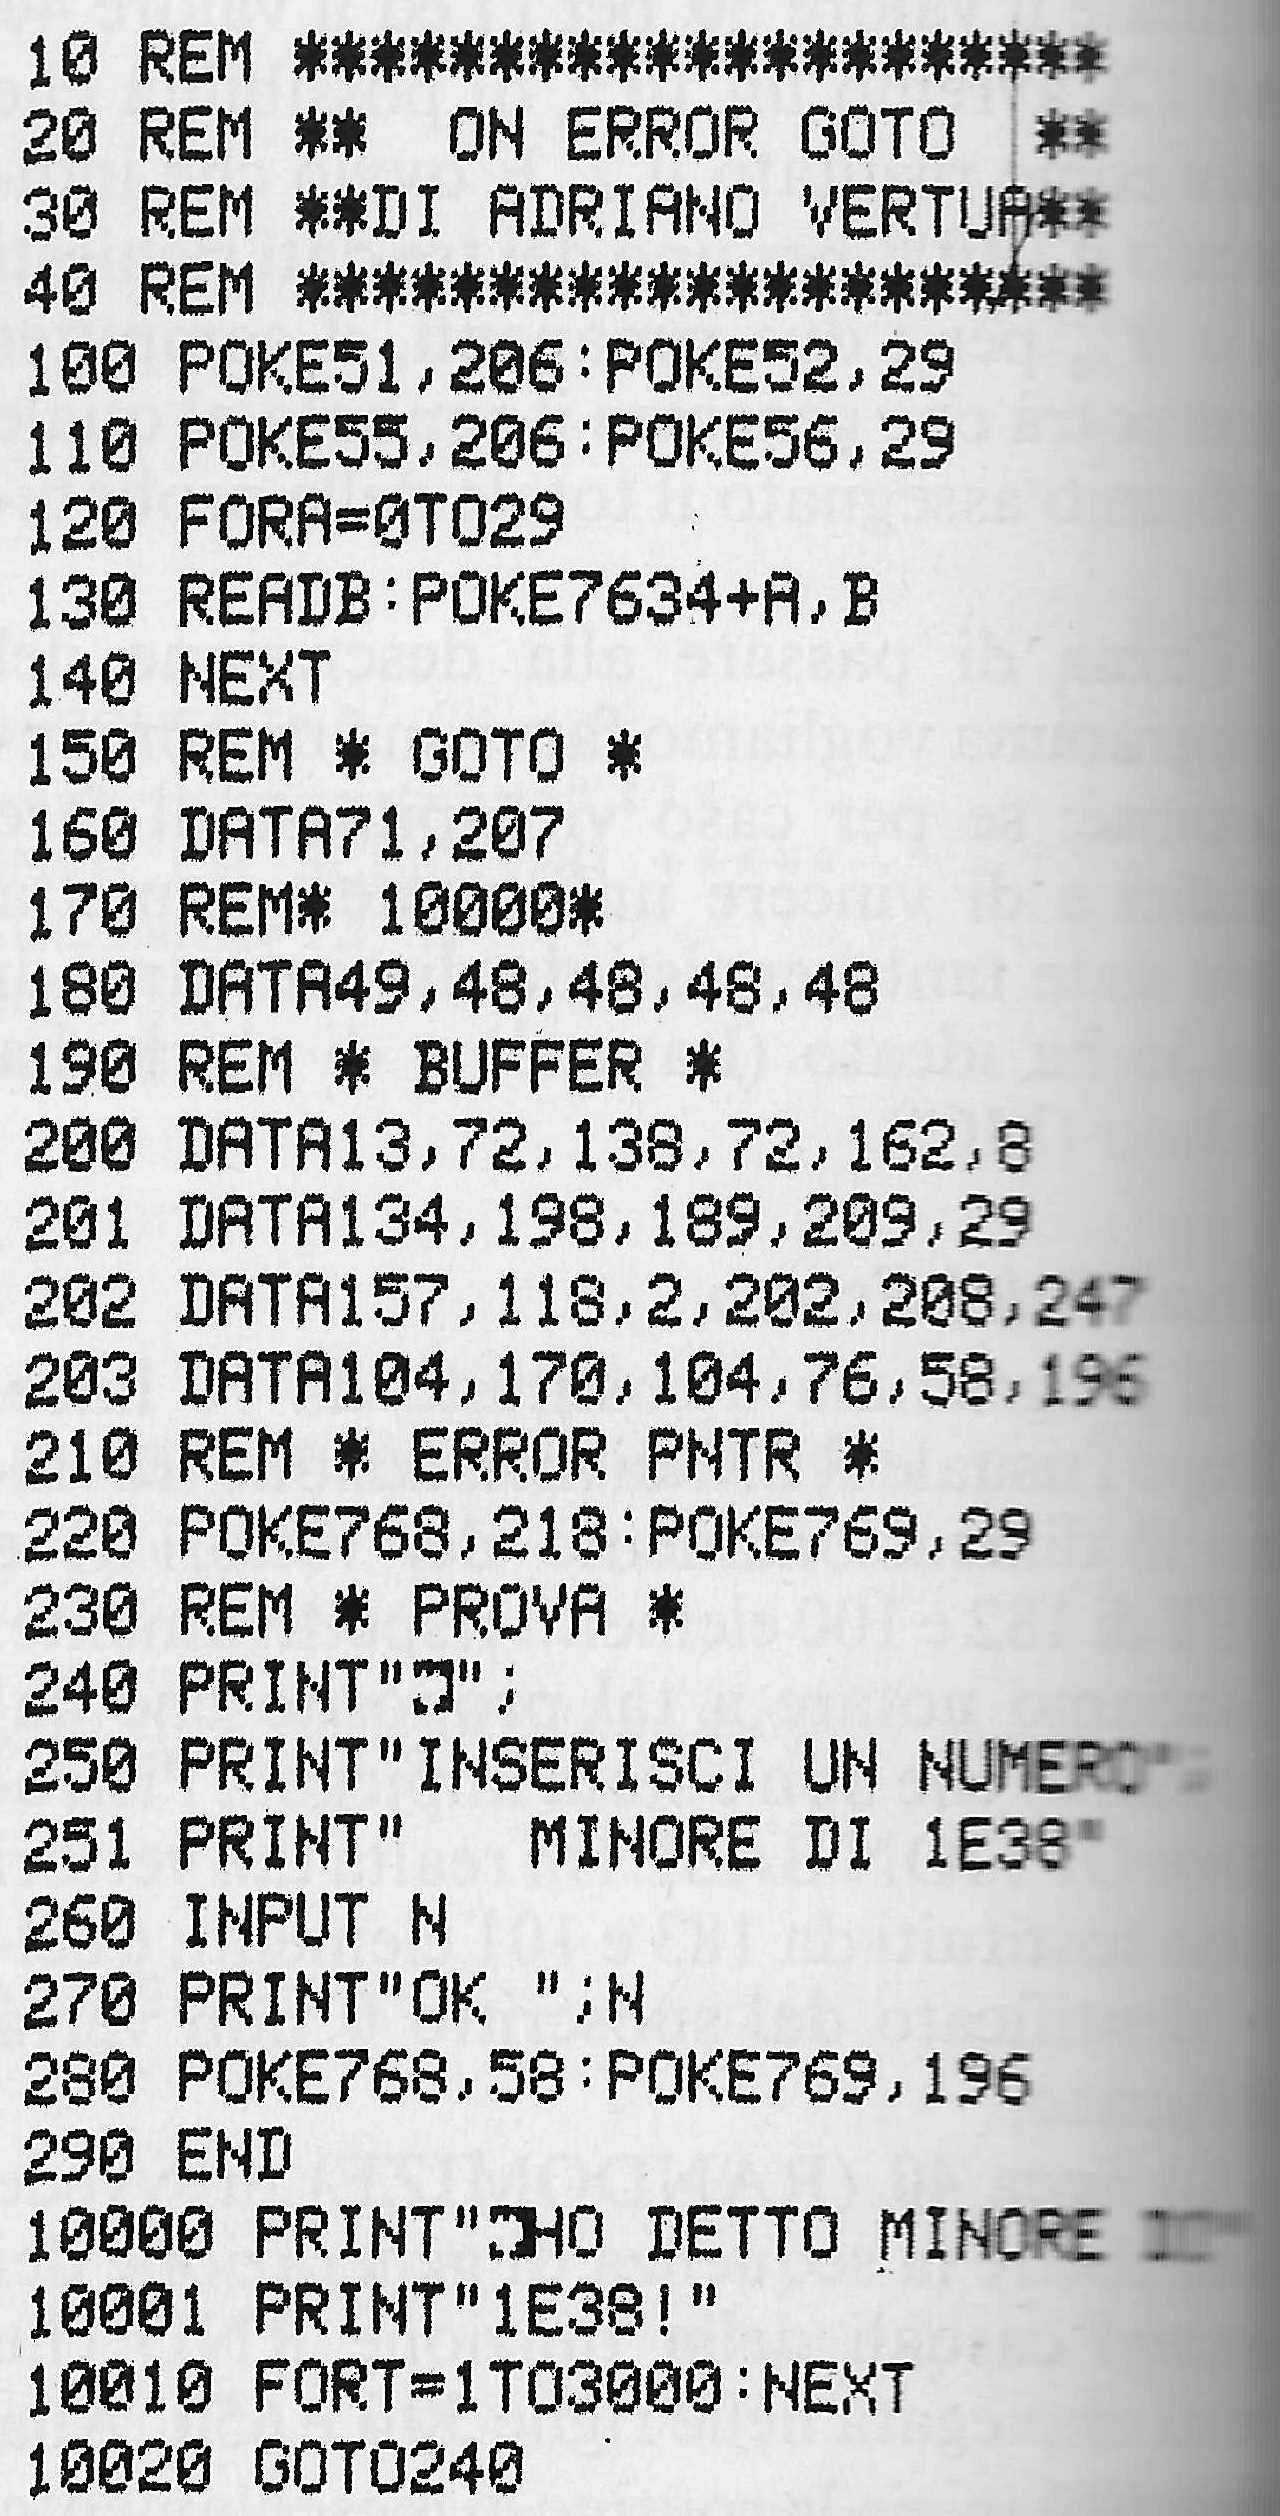 10 REM *********************
20 REM **  ON ERROR GOTO  **
30 REM **DI ADRIANO VERTUA**
40 REM *********************
100 POKE51,206:POKE52,29
110 POKE55,206:POKE56,29
120 FORA=0TO29
130 READB:POKE7634+A,B
140 NEXT
150 REM * GOTO *
160 DATA71,207
170 REM* 10000*
180 DATA49,48,48,48,48
190 REM * BUFFER *
200 DATA13,72,138,72,162,8
201 DATA134,198,189,209,29
202 DATA157,118,2,202,208,247
203 DATA104,170,104,76,58,196
210 REM * ERROR PNTR *
220 POKE768,218:POKE769,29
230 REM * PROVA *
240 PRINT"";
250 PRINT"INSERISCI UN NUMERO";
251 PRINT"   MINORE DI 1E38"
260 INPUT N
270 PRINT"OK ";N
280 POKE768,58:POKE769,196
290 END
10000 PRINT"HO DETTO MINORE
10001 PRINT"1E38!"
10010 FORT=1TO3000:NEXT
10020 GOTO240